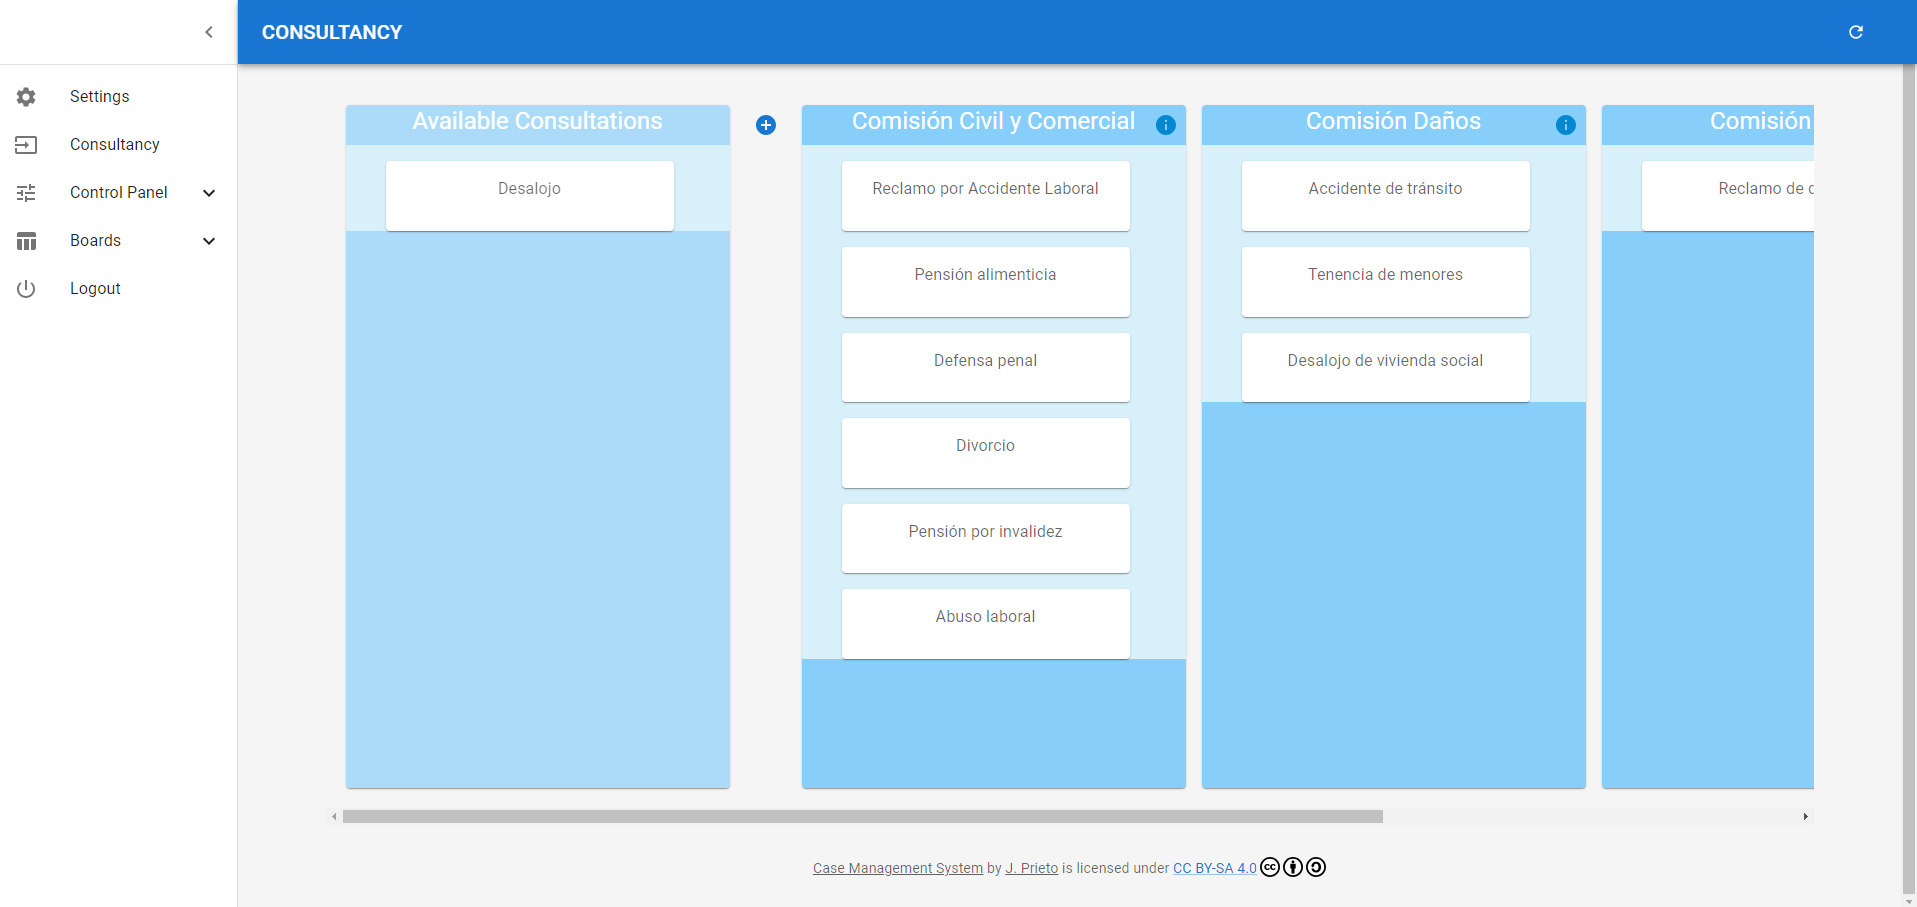 CONSULTANCY
Settings
Consultancy
Control Panel
Boards
Logout
Available Consultations
Desalojo
Comisión Civil y Comercial
Reclamo por Accidente Laboral
Pensión alimenticia
Defensa penal
Divorcio
Pensión por invalidez
Abuso laboral
Comisión Daños
Accidente de tránsito
Tenencia de menores
Desalojo de vivienda social
Comisión
Reclamo de
Case Management System by J. Prieto is licensed under CC BY-SA 4.0